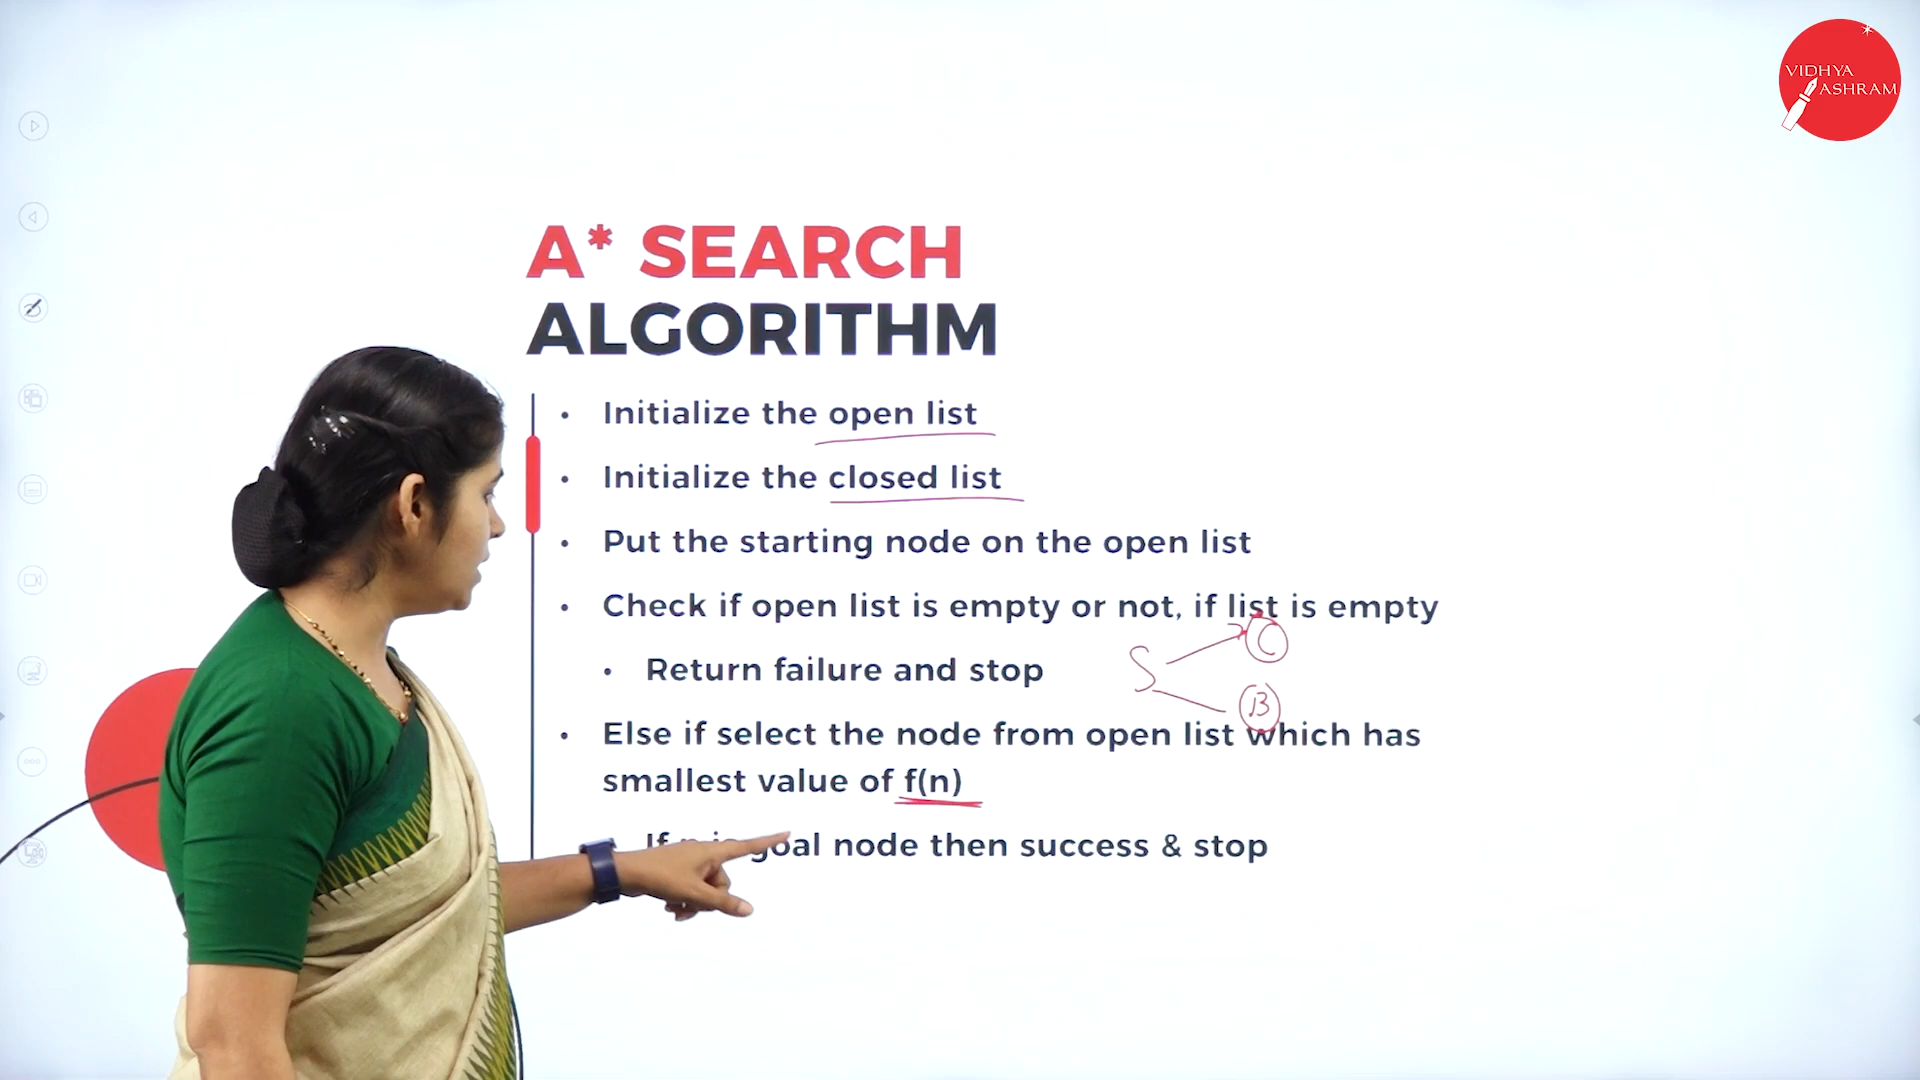 VIDHYA
ASHRAM
A* SEARCH
ALGORITHM
• Initialize the open list
• Initialize the closed list
• Put the starting node on the open list
• Check if open list is empty or not, if list is empty
• Return failure and stop
S
C
B
• Else if select the node from open list which has
smallest value of f(n)
If goal node then success & stop